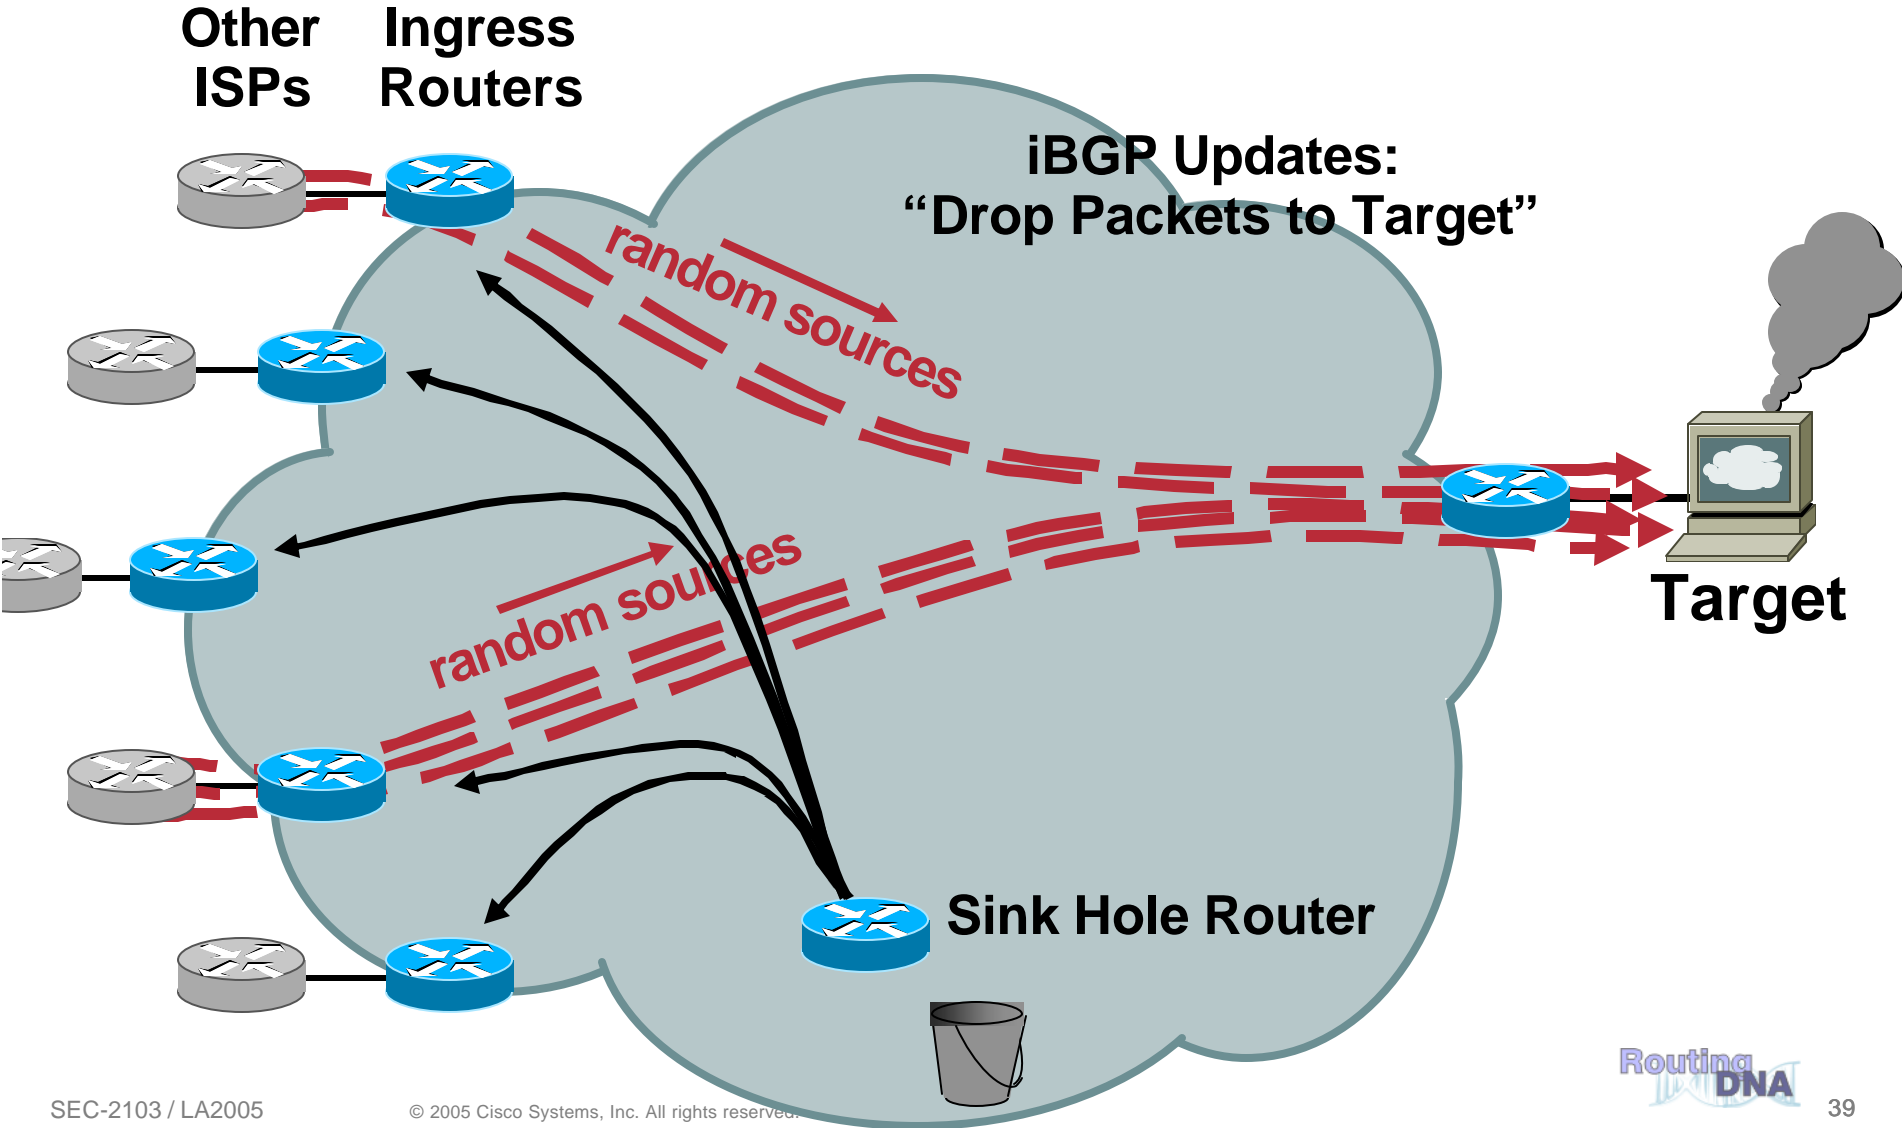 Other
ISPs
Ingress
Routers
iBGP Updates:
“Drop Packets to Target”
random sources
random sources
Target
Sink Hole Router
SEC-2103 / LA2005
© 2005 Cisco Systems, Inc. All rights reserved.
Routing
DNA
39